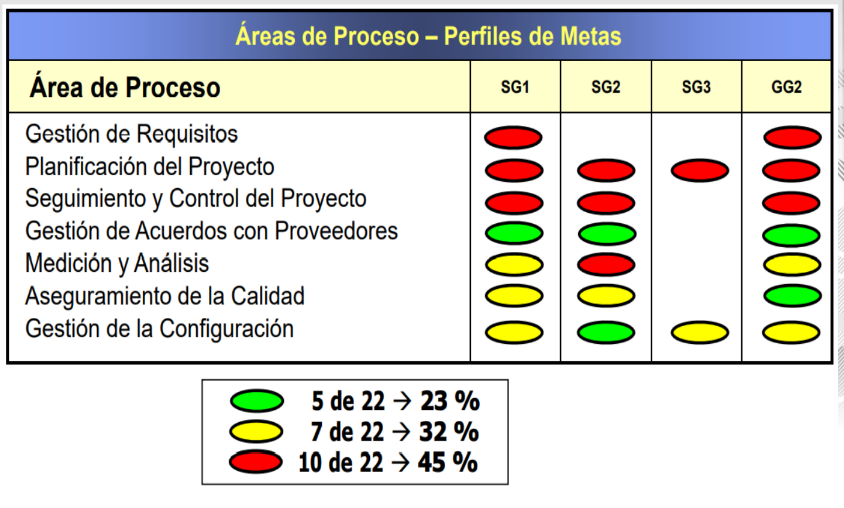 Áreas de Proceso – Perfiles de Metas
Área de Proceso SG1 SG2 SG3 GG2
Gestión de Requisitos
Planificación del Proyecto
Seguimiento y Control del Proyecto
Gestión de Acuerdos con Proveedores
Medición y Análisis
Aseguramiento de la Calidad
Gestión de la Configuración
5 de 22 → 23 %
7 de 22 → 32 %
10 de 22 → 45 %